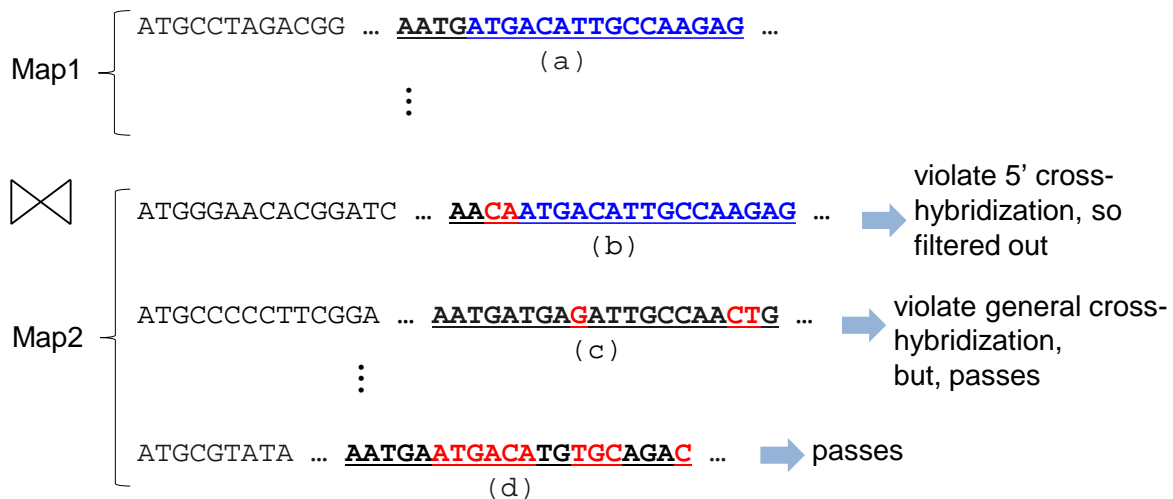 ATGCCTAGACGG … AATGATGACATTGCCAAGAG …
Map1
(a)
⋮
ATGGGAACACGGATC … AACAATGACATTGCCAAGAG …
(b)
violate 5’ cross-
hybridization, so
filtered out
Map2
ATGCCCCCTTCGGA … AATGATGAGATTGCCAACTG …
(c)
violate general cross-
hybridization,
but, passes
⋮
ATGCGTATA … AATGAATGACATGTGCAGAC …
(d)
passes